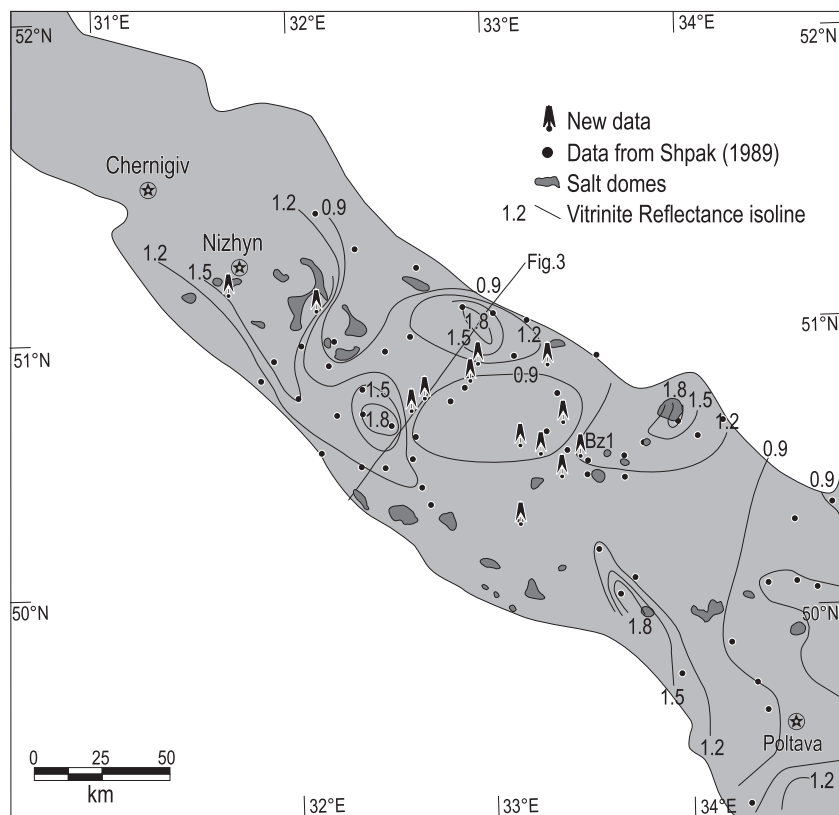 31°E 32°E 33°E 34°E
52°N 52°N
New data
Chernigiv
Data from Shpak (1989)
Salt domes
1.2 Vitrinite Reflectance isoline
1.2 0.9
Nizhyn
1.2
1.5
Fig.3
0.9
51°N
1.8
1.5 1.2
51°N
0.9
1.5
1.8
1.8 1.5
1.2
Bz1
0.9
0.9
50°N 50°N
1.8
1.5
1.2
Poltava
0 25 50
km
1.2
32°E 33°E 34°E